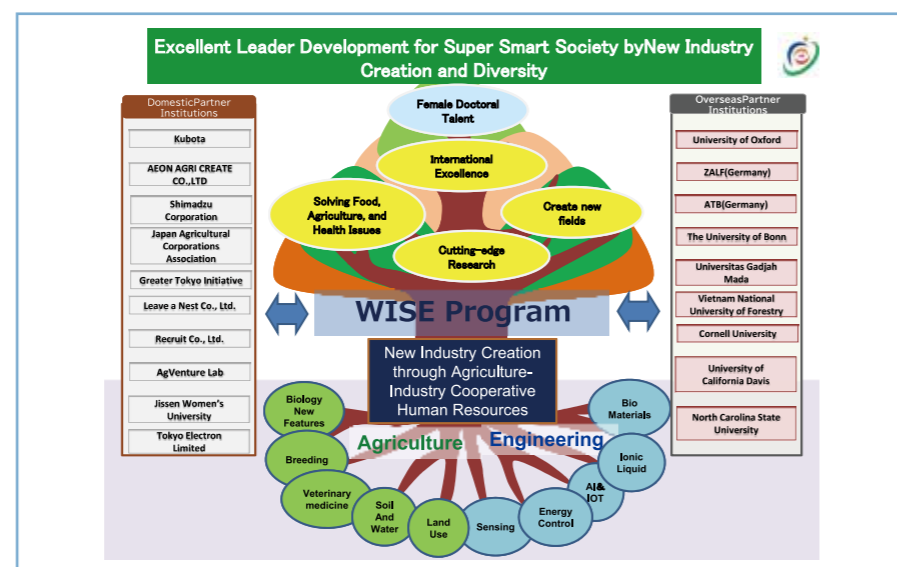 Excellent Leader Development for Super Smart Society byNew Industry
Creation and Diversity
DomesticPartner
Institutions
Kubota
AEON AGRI CREATE
CO.,LTD
Shimadzu
Corporation
Japan Agricultural
Corporations
Association
Greater Tokyo Initiative
Leave a Nest Co., Ltd.
Recruit Co., Ltd.
AgVenture Lab
Jissen Women's
University
Tokyo Electron
Limited
Female Doctoral
Talent
International
Excellence
Solving Food,
Agriculture, and
Health Issues
Create new
fields
Cutting-edge
Research
WISE Program
New Industry Creation
through Agriculture-
Industry Cooperative
Human Resources
Agriculture
Engineering
Biology
New
Features
Breeding
Veterinary
medicine
Soil
And
Water
Land
Use
Sensing
Energy
Control
AI&
IOT
Ionic
Liquid
Bio
Materials
OverseasPartner
Institutions
University of Oxford
ZALF(Germany)
ATB(Germany)
The University of Bonn
Universitas Gadjah
Mada
Vietnam National
University of Forestry
Cornell University
University of
California Davis
North Carolina State
University